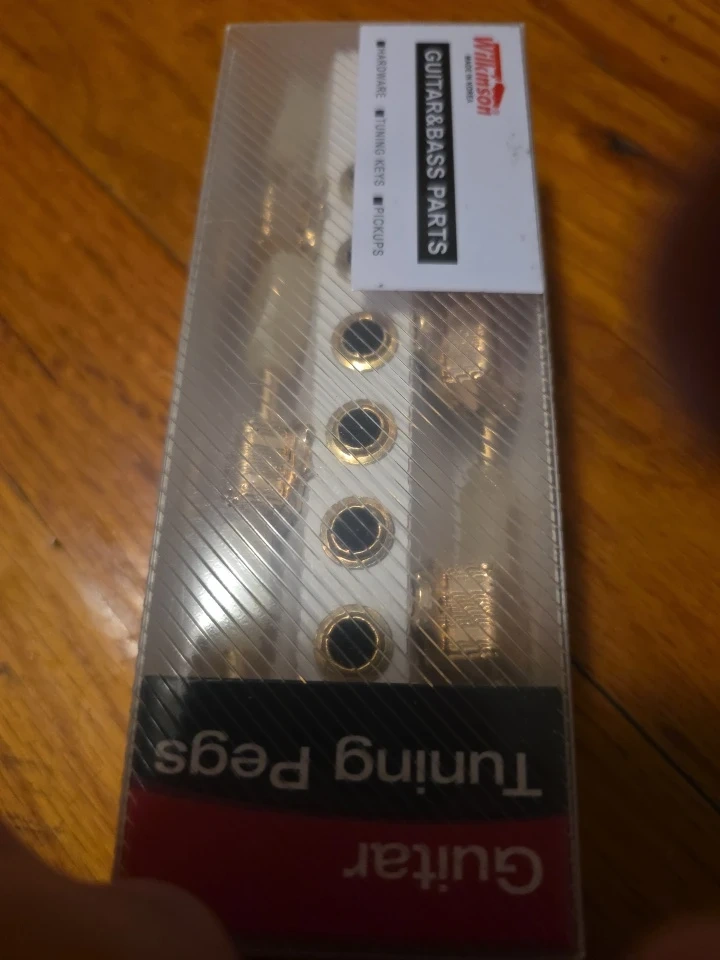 Wilkinson
MADE IN KOREA
GUITAR&BASS PARTS
■HARDWARE ■TUNING KEYS ■PICKUPS
Guitar
Tuning Pegs